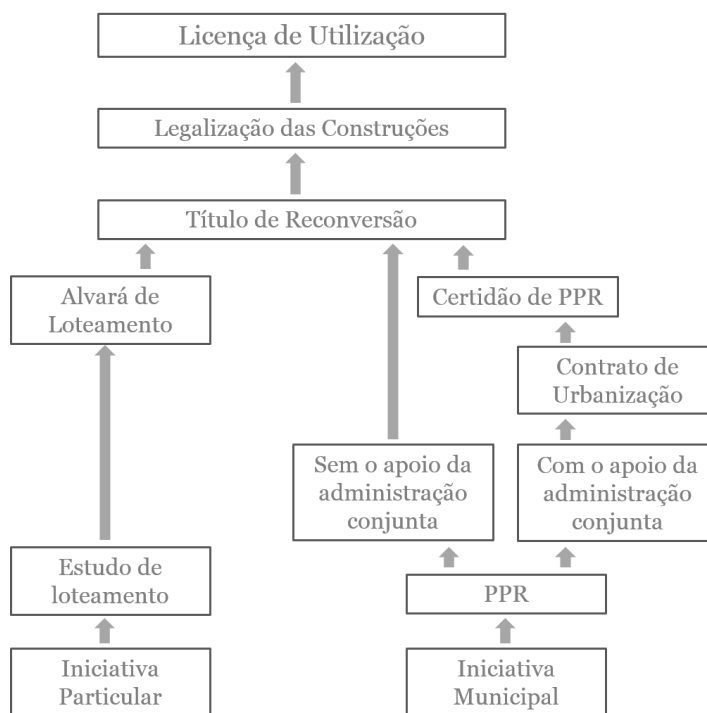 Licença de Utilização
Legalização das Construções
Título de Reconversão
Alvará de
Loteamento
Certidão de PPR
Contrato de
Urbanização
Sem o apoio da
administração
conjunta
Com o apoio da
administração
conjunta
Estudo de
loteamento
PPR
Iniciativa
Particular
Iniciativa
Municipal